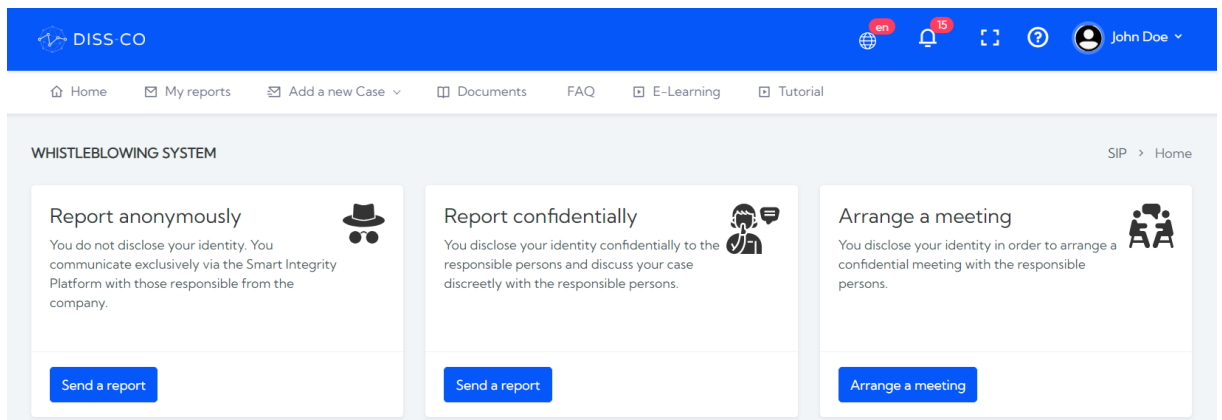 DISS-CO
en
15
John Doe
Home
My reports
Add a new Case
Documents
FAQ
E-Learning
Tutorial
WHISTLEBLOWING SYSTEM
SIP > Home
Report anonymously
You do not disclose your identity. You
communicate exclusively via the Smart Integrity
Platform with those responsible from the
company.
Send a report
Report confidentially
You disclose your identity confidentially to the
responsible persons and discuss your case
discreetly with the responsible persons.
Send a report
Arrange a meeting
You disclose your identity in order to arrange a
confidential meeting with the responsible
persons.
Arrange a meeting